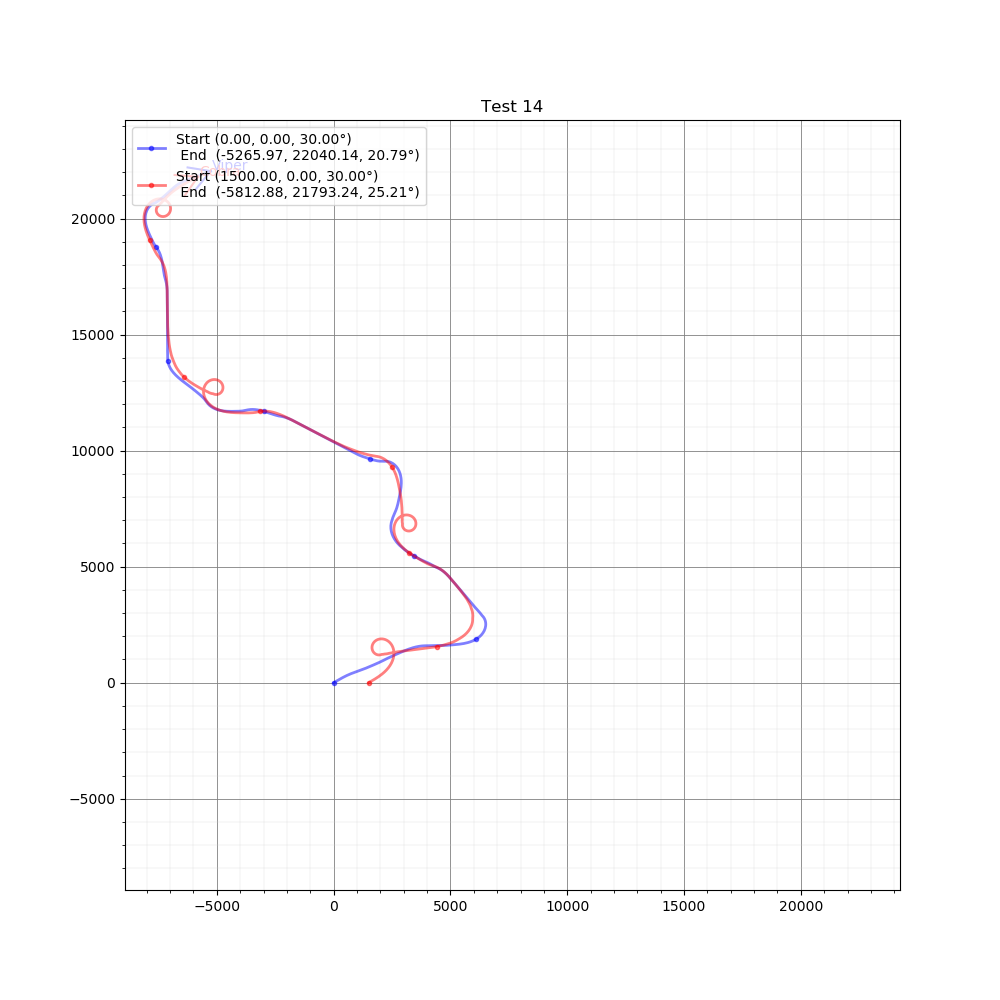 Test 14
Start (0.00, 0.00, 30.00°)
End (-5265.97, 22040.14, 20.79°)
Start (1500.00, 0.00, 30.00°)
End (-5812.88, 21793.24, 25.21°)
Viper
20000
15000
10000
5000
0
−5000
−5000 0 5000 10000 15000 20000